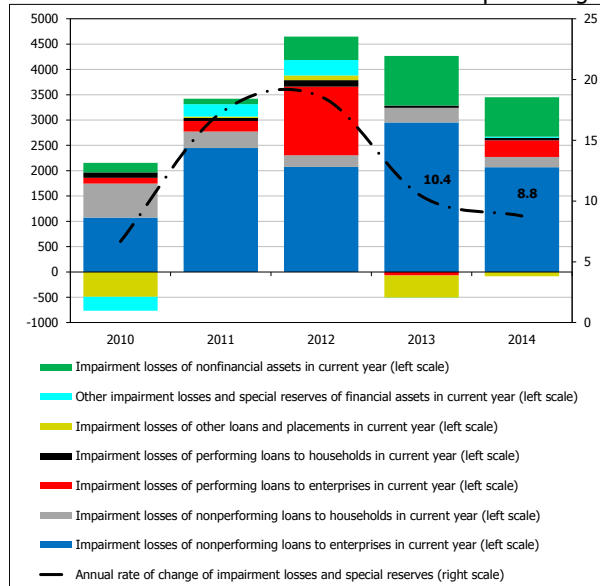 5000
4500
4000
3500
3000
2500
2000
1500
1000
500
0
-500
-1000
25
20
15
10
5
0
10.4
8.8
2010 2011 2012 2013 2014
Impairment losses of nonfinancial assets in current year (left scale)
Other impairment losses and special reserves of financial assets in current year (left scale)
Impairment losses of other loans and placements in current year (left scale)
Impairment losses of performing loans to households in current year (left scale)
Impairment losses of performing loans to enterprises in current year (left scale)
Impairment losses of nonperforming loans to households in current year (left scale)
Impairment losses of nonperforming loans to enterprises in current year (left scale)
Annual rate of change of impairment losses and special reserves (right scale)